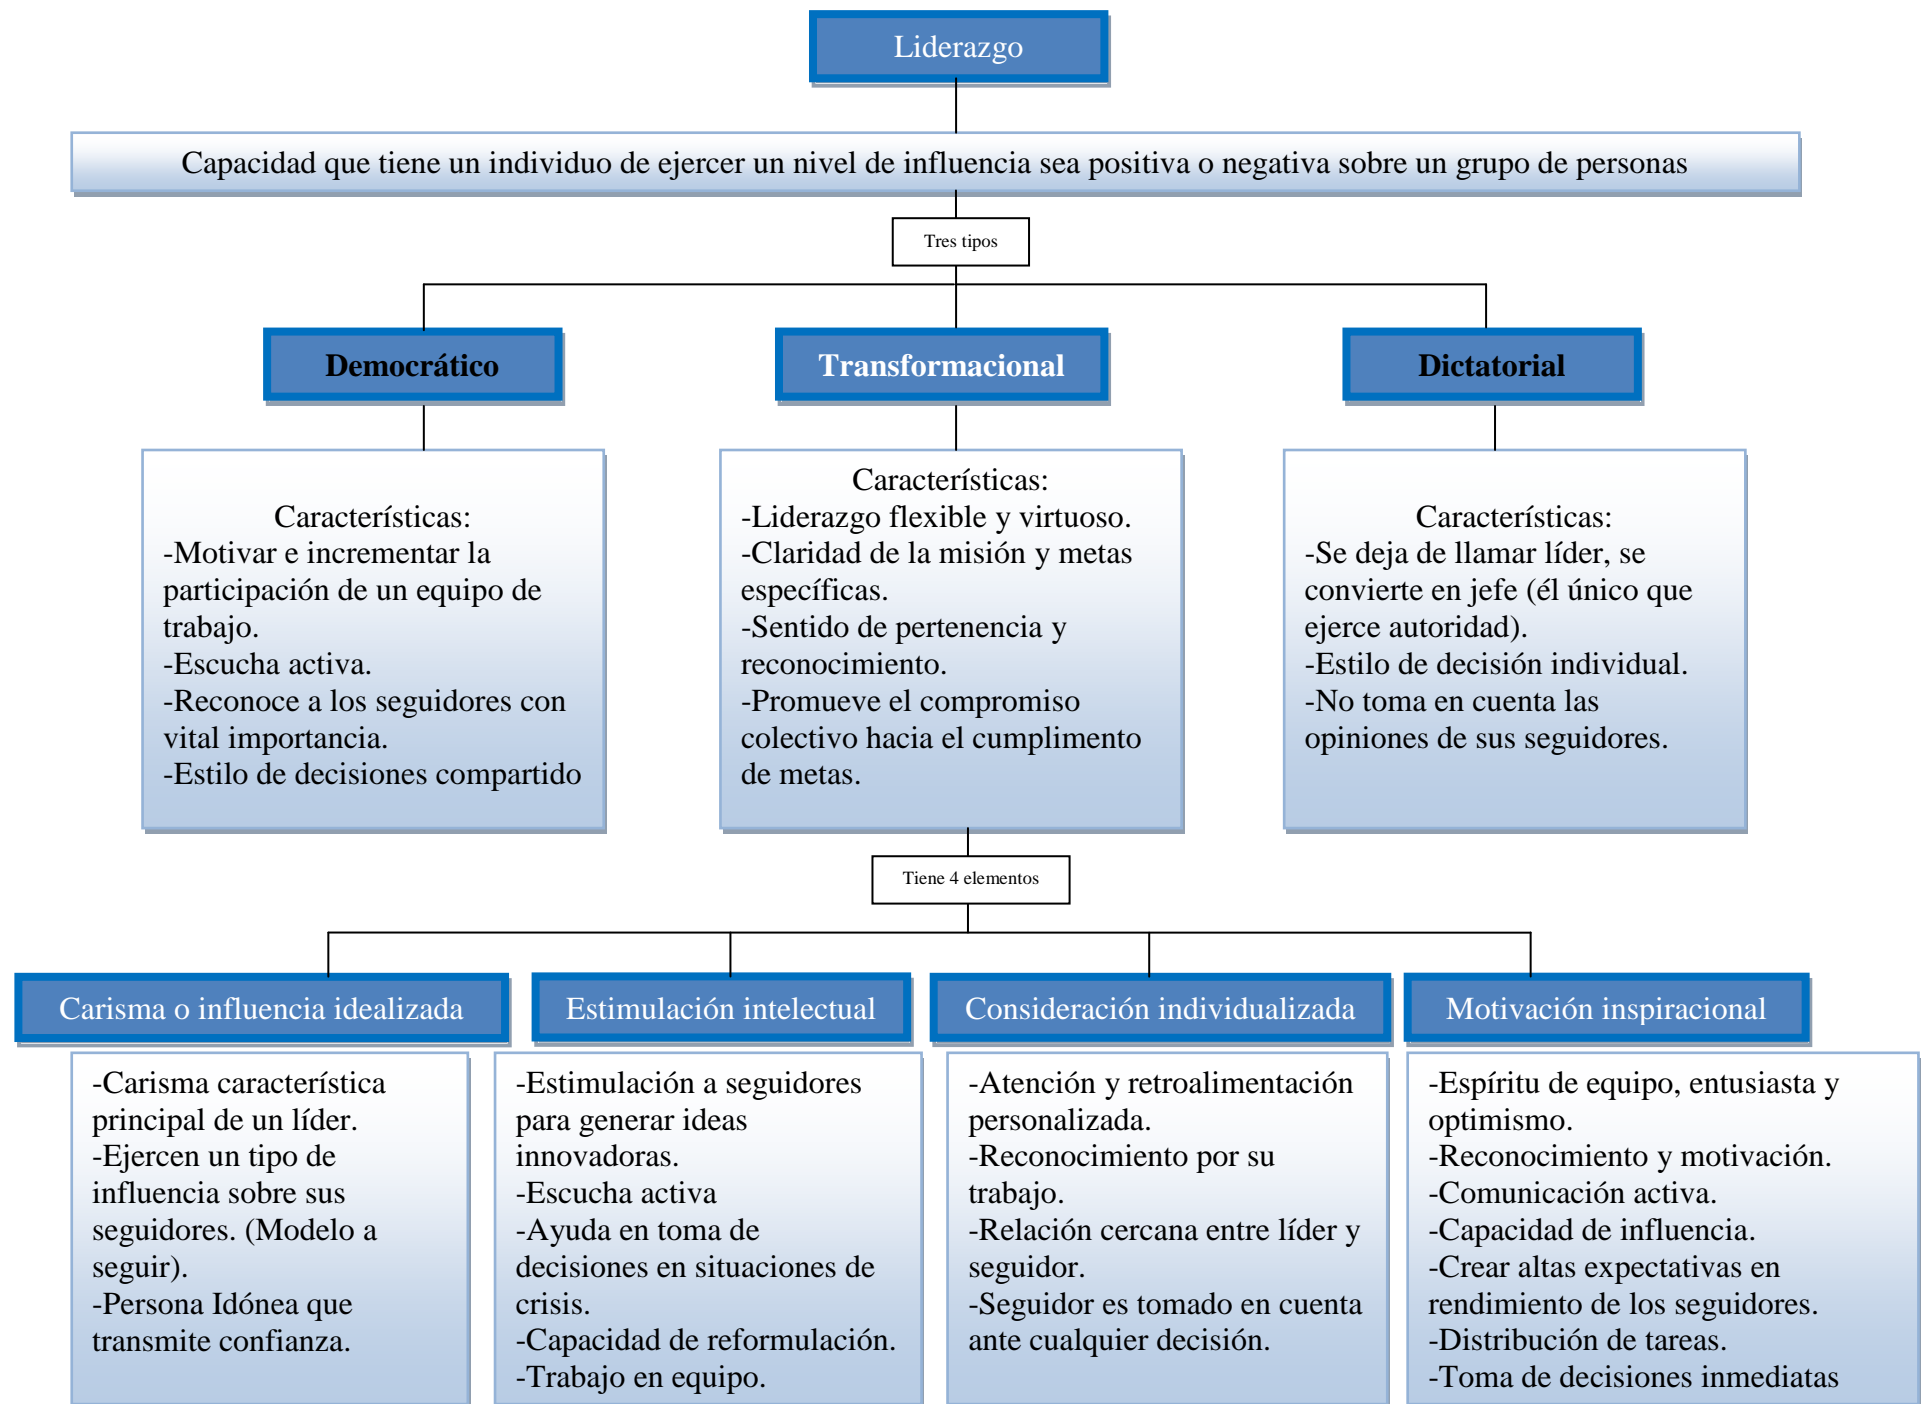 Liderazgo
Capacidad que tiene un individuo de ejercer un nivel de influencia sea positiva o negativa sobre un grupo de personas
Tres tipos
Democrático
Transformacional
Dictatorial
Características:
-Motivar e incrementar la
participación de un equipo de
trabajo.
-Escucha activa.
-Reconoce a los seguidores con
vital importancia.
-Estilo de decisiones compartido
Características:
-Liderazgo flexible y virtuoso.
-Claridad de la misión y metas
específicas.
-Sentido de pertenencia y
reconocimiento.
-Promueve el compromiso
colectivo hacia el cumplimento
de metas.
Características:
-Se deja de llamar líder, se
convierte en jefe (él único que
ejerce autoridad).
-Estilo de decisión individual.
-No toma en cuenta las
opiniones de sus seguidores.
Tiene 4 elementos
Carisma o influencia idealizada
Estimulación intelectual
Consideración individualizada
Motivación inspiracional
-Carisma característica
principal de un líder.
-Ejercen un tipo de
influencia sobre sus
seguidores. (Modelo a
seguir).
-Persona Idónea que
transmite confianza.
-Estimulación a seguidores
para generar ideas
innovadoras.
-Escucha activa
-Ayuda en toma de
decisiones en situaciones de
crisis.
-Capacidad de reformulación.
-Trabajo en equipo.
-Atención y retroalimentación
personalizada.
-Reconocimiento por su
trabajo.
-Relación cercana entre líder y
seguidor.
-Seguidor es tomado en cuenta
ante cualquier decisión.
-Espíritu de equipo, entusiasta y
optimismo.
-Reconocimiento y motivación.
-Comunicación activa.
-Capacidad de influencia.
-Crear altas expectativas en
rendimiento de los seguidores.
-Distribución de tareas.
-Toma de decisiones inmediatas